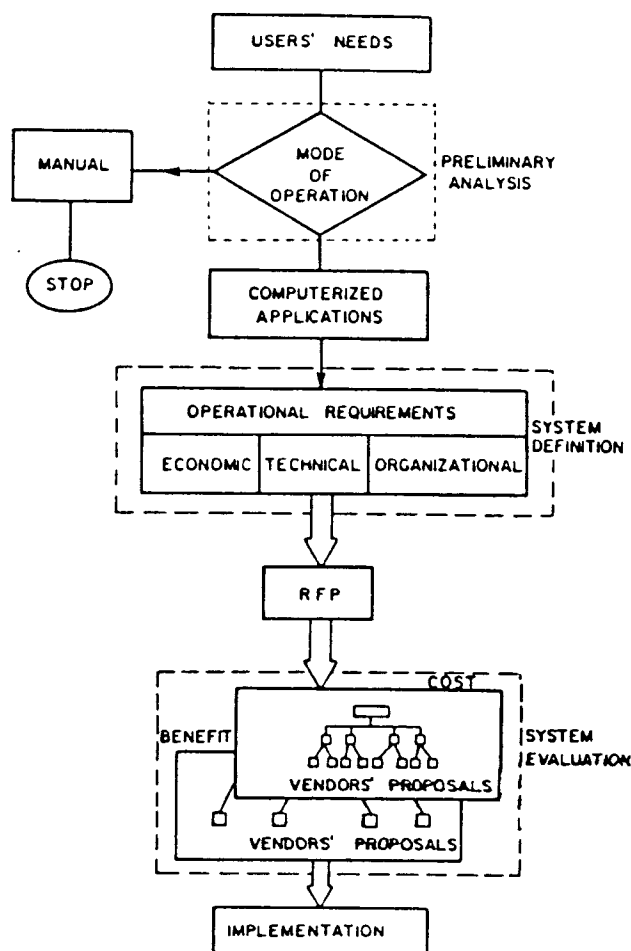 USERS' NEEDS
MODE
OF
OPERATION
PRELIMINARY
ANALYSIS
MANUAL
STOP
COMPUTERIZED
APPLICATIONS
OPERATIONAL REQUIREMENTS
ECONOMIC TECHNICAL ORGANIZATIONAL
SYSTEM
DEFINITION
RFP
COST
BENEFIT
SYSTEM
EVALUATION
VENDORS' PROPOSALS
VENDORS' PROPOSALS
IMPLEMENTATION